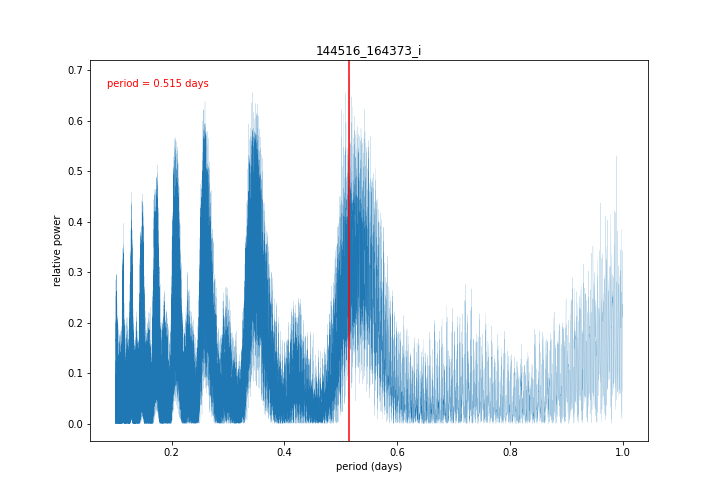 144516_164373_i
period = 0.515 days
relative power
0.7
0.6
0.5
0.4
0.3
0.2
0.1
0.0
0.2 0.4 0.6 0.8 1.0
period (days)